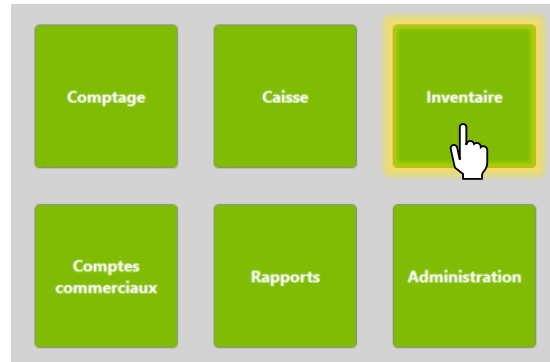 Comptage
Caisse
Inventaire
Comptes
commerciaux
Rapports
Administration